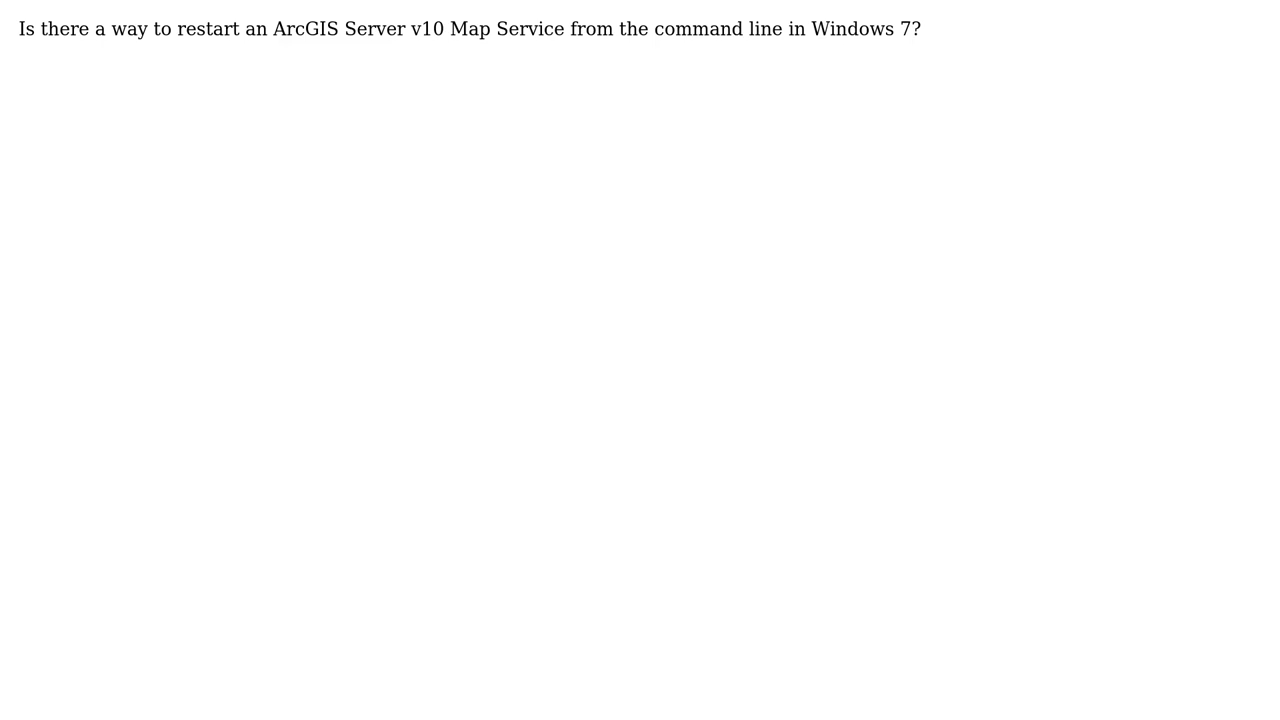 Is there a way to restart an ArcGIS Server v10 Map Service from the command line in Windows 7?